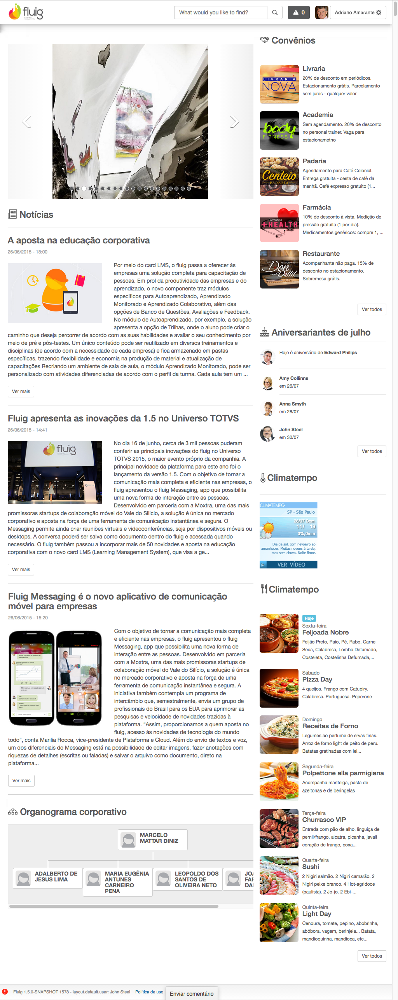 fluig
FLOWING
PRODUCTIVITY
What would you like to find?
0
Adriano Amarante
Notícias
A aposta na educação corporativa
26/06/2015 - 18:00
Por meio do card LMS, o fluig passa a oferecer às
empresas uma solução completa para capacitação de
pessoas. Em prol da produtividade das empresas e do
aprendizado, o novo componente traz módulos
específicos para Autoaprendizado, Aprendizado
Monitorado e Aprendizado Colaborativo, além das
opções de Banco de Questões, Avaliações e Feedback.
No módulo de Autoaprendizado, por exemplo, a solução
apresenta a opção de Trilhas, onde o aluno pode criar o
caminho que deseja percorrer de acordo com as suas habilidades e avaliar o seu conhecimento por
meio de pré e pós-testes. Um único conteúdo pode ser reutilizado em diversos treinamentos e
disciplinas (de acordo com a necessidade de cada empresa) e fica armazenado em pastas
específicas, trazendo flexibilidade e economia na produção de material e atualização de
capacitações Recriando um ambiente de sala de aula, o módulo Aprendizado Monitorado, pode ser
personalizado com atividades diferenciadas de acordo com o perfil da turma. Cada aula tem um ...
Ver mais
Fluig apresenta as inovações da 1.5 no Universo TOTVS
26/06/2015 - 14:41
fluig
TOTVS
No dia 16 de junho, cerca de 3 mil pessoas puderam
conferir as principais inovações do fluig no Universo
TOTVS 2015, o maior evento próprio da companhia. A
principal novidade da plataforma para este ano foi o
lançamento da versão 1.5. Com o objetivo de tornar a
comunicação mais completa e eficiente nas empresas, o
fluig apresentou o fluig Messaging, app que possibilita
uma nova forma de interação entre as pessoas.
Desenvolvido em parceria com a Moxtra, uma das mais
promissoras startups de colaboração móvel do Vale do Silício, a solução é única no mercado
corporativo e aposta na força de uma ferramenta de comunicação instantânea e segura. O
Messaging permite ainda criar reuniões virtuais e videoconferências, seja por dispositivos móveis ou
desktops. A conversa poderá ser salva como documento dentro do fluig e acessada quando
necessário. O fluig também passou a incorporar mais de 50 novidades e aposta na educação
corporativa com o novo card LMS (Learning Management System), que visa a ge...
Ver mais
Fluig Messaging é o novo aplicativo de comunicação
móvel para empresas
26/06/2015 - 15:20
Marketing
Conversar
Com o objetivo de tornar a comunicação mais completa
e eficiente nas empresas, o fluig apresentou o fluig
Messaging, app que possibilita uma nova forma de
interação entre as pessoas. Desenvolvido em parceria
com a Moxtra, uma das mais promissoras startups de
colaboração móvel do Vale do Silício, a solução é única
no mercado corporativo e aposta na força de uma
ferramenta de comunicação instantânea e segura. A
iniciativa também contempla um programa de
intercâmbio que, semestralmente, envia um grupo de
profissionais do Brasil para os EUA para aprimorar as
pesquisas e velocidade de novidades trazidas à
plataforma. “Assim, proporcionamos a quem aposta no
fluig, acesso às novidades de tecnologia do mundo
todo”, conta Marilia Rocca, vice-presidente de Plataforma e Cloud. Além do envio de textos e voz,
um dos diferenciais do Messaging está na possibilidade de editar imagens, fazer anotações com
riquezas de detalhes (escritas ou faladas) e salvar o arquivo como documento, direto na
plataforma...
Ver mais
Organograma corporativo
MARCELO
MATTAR DINIZ
ADALBERTO DE
JESUS LIMA
MARIA EUGÊNIA
ANTUNES
CARNEIRO
PENA
LEOPOLDO DOS
SANTOS DE
OLIVEIRA NETO
Convênios
LIVRARIA
NOVA
Livraria
20% de desconto em periódicos.
Estacionamento grátis. Parcelamento
sem juros - qualquer valor
body
FITNESS
Academia
Sem agendamento. 20% de desconto
no personal trainer. Vaga para
estacionametno
Centeio
PADARIA
Padaria
Agendamento para Café Colonial.
Entrega gratuita - cesta de café da
manhã. Café expresso gratuito (1...
Farmácias
+HEALTH
Farmácia
10% de desconto à vista. Medição de
pressão gratuita (1 por dia).
Medicamentos genéricos: compre 1, ...
RESTAURANTE
Don
Dettit
Restaurante
Acompanhante não paga. 15% de
desconto no estacionamento.
Sobremesa grátis.
Ver todos
Aniversariantes de julho
Hoje é aniversário de Edward Philips
Amy Collinns
em 26/07
Anna Smyth
em 28/07
John Steel
em 30/07
Ver todos
Climatempo
CLIMATEMPO
SP - São Paulo
26/07 Dom
11/ 19
0%, 0mm
Dia de sol, com nevoeiro ao
amanhecer. Muitas nuvens à tarde,
mas sem chuva. Noite firme.
VER VÍDEO
Climatempo
Hoje
Sexta-feira
Feijoada Nobre
Feijão Preto, Paio, Pé, Rabo, Carne
Seca, Calabresa, Lombo Defumado,
Costeleta, Costelinha Defumada,...
Sábado
Pizza Day
4 queijos. Frango com Catupiry.
Calabresa. Portuguesa. Peperone
Domingo
Receitas de Forno
Legumes ao perfume de ervas finas.
Arroz de forno light de peito de peru.
Batatas gratinadas com lei...
Segunda-feira
Polpettone alla parmigiana
Acompanha manteiga, pasta de
azeitonas e de beringelas
Terça-feira
Churrasco VIP
Entrada com pão de alho, linguiça de
pernil/frango, alcatra, picanha, javali
coração de frango, coxa...
Quarta-feira
Sushi
2 Nigiri salmão. 2 Nigiri camarão. 2
Nigiri peixe branco. 4 Hot-agridoce
(paulista). 2 Jo-jo. 2 Ebi-...
Quinta-feira
Light Day
Cenoura, tomate, pepino, abobrinha,
abóbora, vagem, berinjela... Batata,
mandioquinha, mandioca, etc...
Ver todos
Fluig 1.5.0-SNAPSHOT 1578 - layout.default.user: John Steel
Política de uso
Enviar comentário